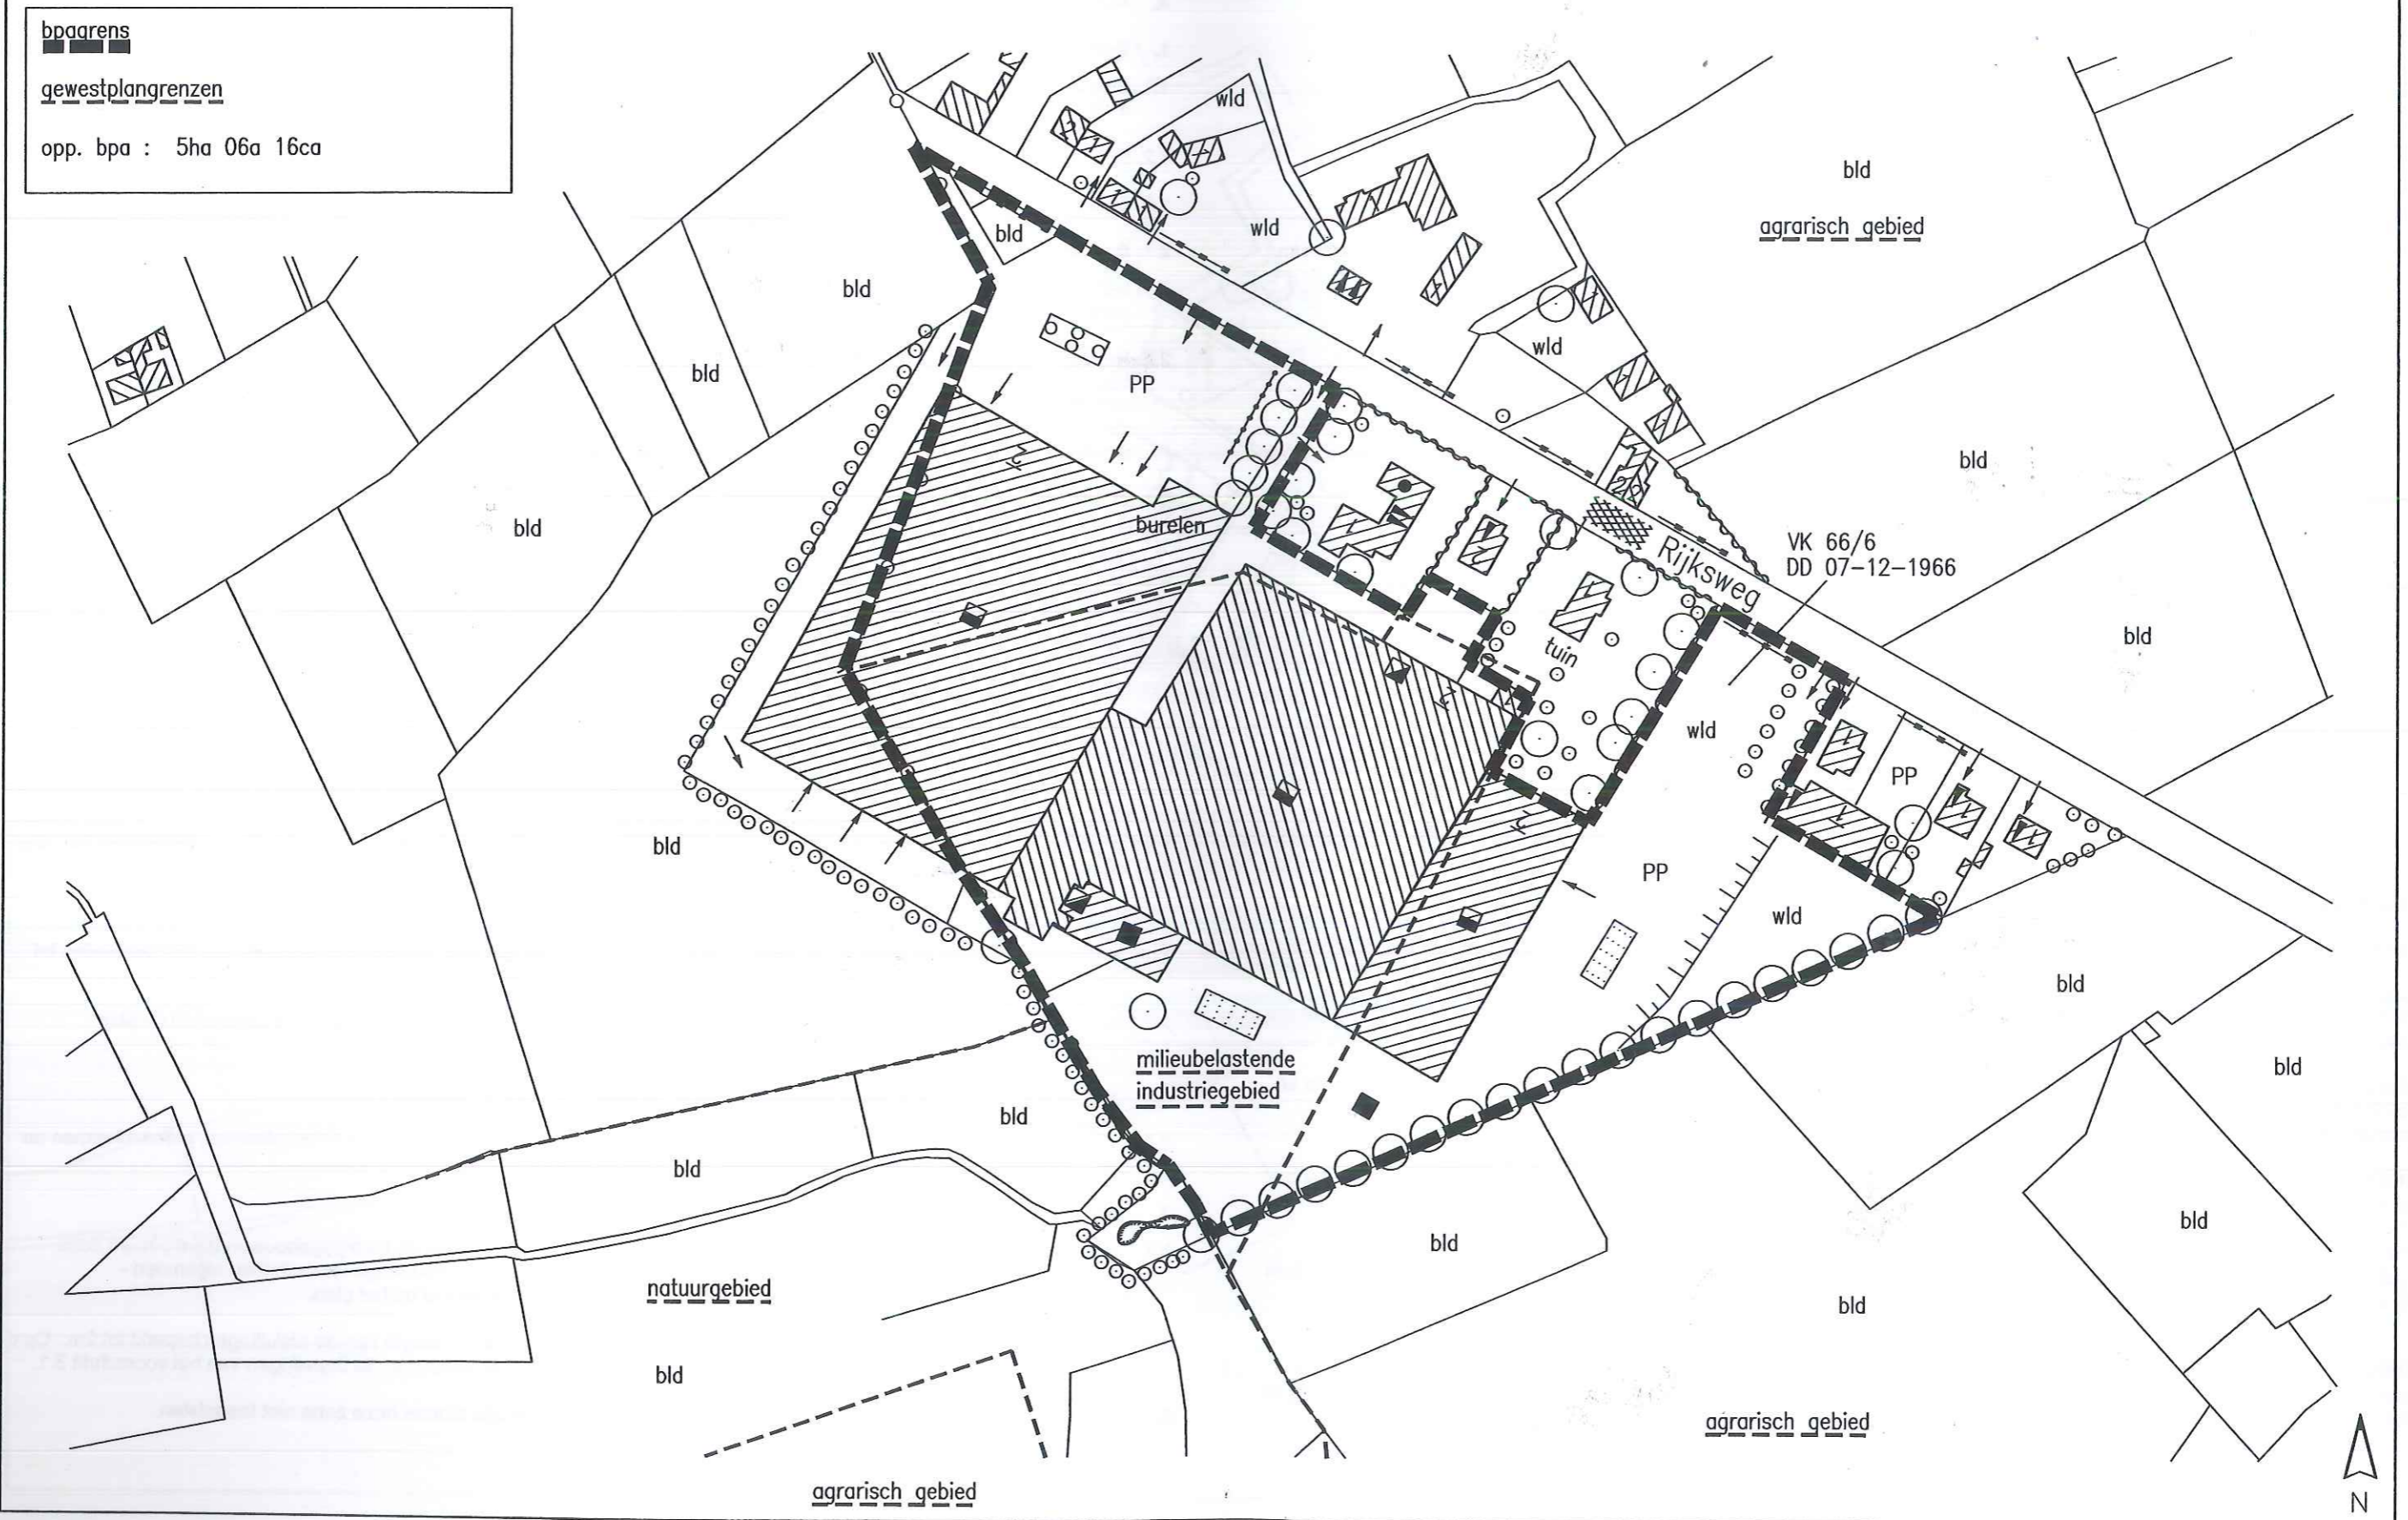 bpagrens
gewestplangrenzen
opp. bpa : 5ha 06a 16ca
wld
bld
agrarisch gebied
wld
bld
bld
wld
bld
PP
bld
bld
burelen
Rijksweg
VK 66/6
DD 07-12-1966
tuin
bld
wld
PP
bld
PP
wld
bld
milieubelastende
industriegebied
bld
bld
bld
bld
bld
natuurgebied
bld
bld
agrarisch gebied
agrarisch gebied
N